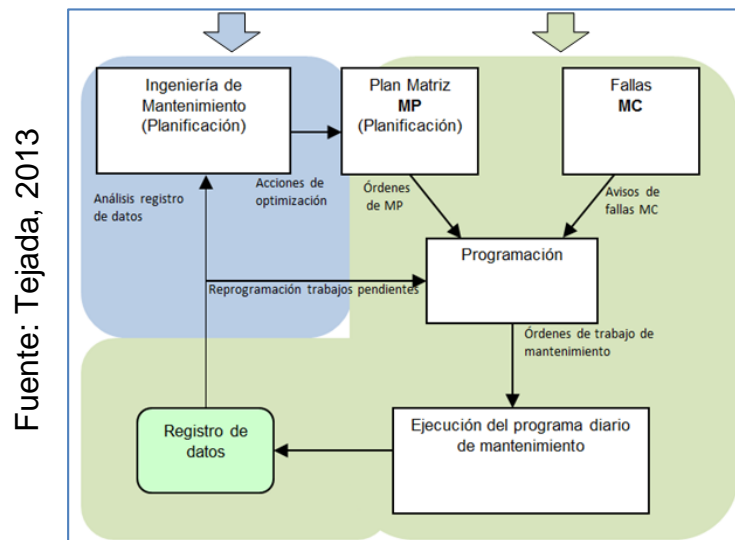 Fuente: Tejada, 2013
Ingeniería de
Mantenimiento
(Planificación)
Plan Matriz
MP
(Planificación)
Fallas
MC
Análisis registro
de datos
Acciones de
optimización
Órdenes
de MP
Avisos de
fallas MC
Programación
Reprogramación trabajos pendientes
Órdenes de trabajo de
mantenimiento
Registro de
datos
Ejecución del programa diario
de mantenimiento